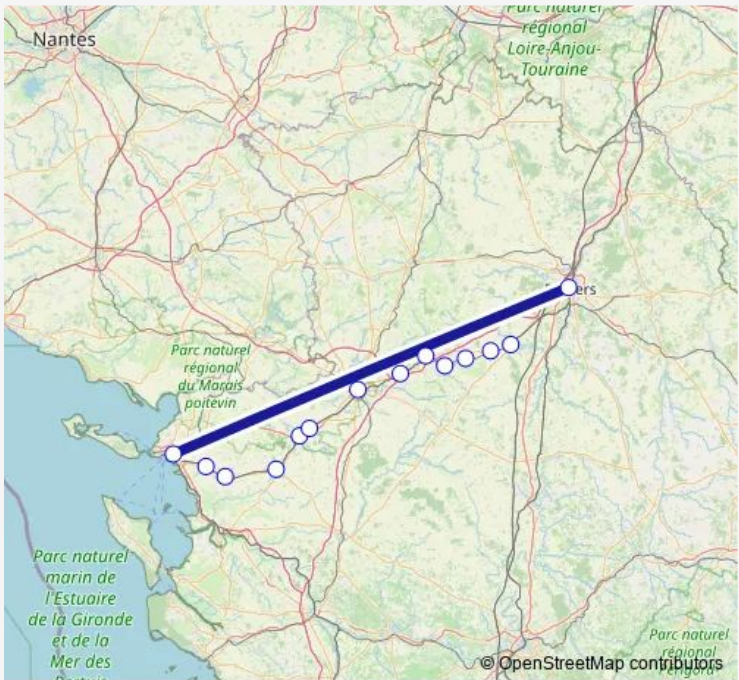 Nantes
Parc naturel
régional
Loire-Anjou-
Touraine
ers
Parc naturel
régional
du Marais
poitevin
Parc naturel
marin de
l'Estuaire
de la Gironde
et de la
Mer des
Parc naturel
régional
© OpenStreetMap contributors